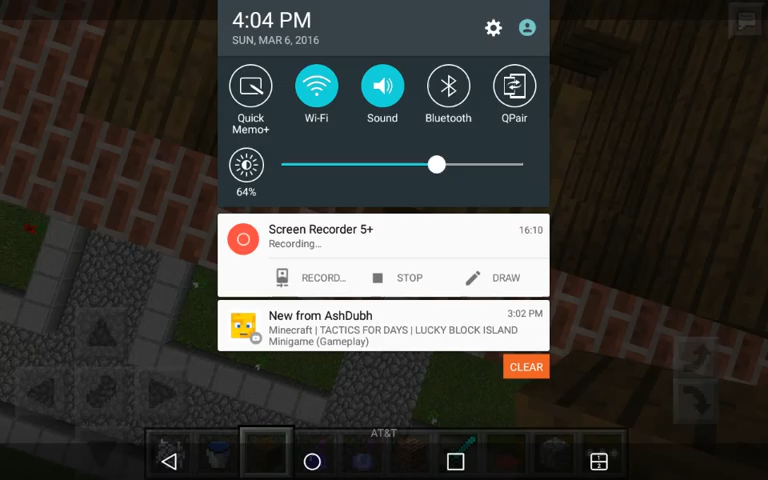 4:04 PM
SUN, MAR 6, 2016
Quick Memo+
Wi-Fi
Sound
Bluetooth
QPair
64%
Screen Recorder 5+
16:10
Recording...
RECORD...
STOP
DRAW
New from AshDubh
3:02 PM
Minecraft | TACTICS FOR DAYS | LUCKY BLOCK ISLAND
Minigame (Gameplay)
CLEAR
AT&T